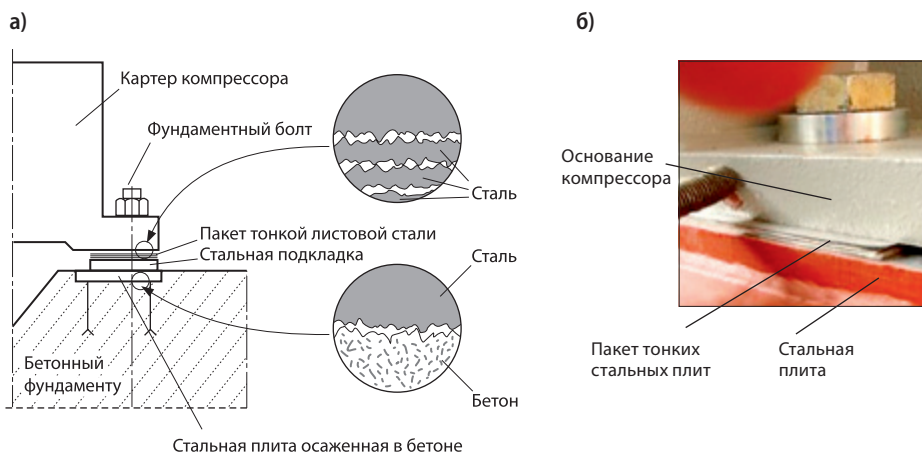 а)
Картер компрессора
Фундаментный болт
Сталь
Пакет тонкой листовой стали
Стальная подкладка
Сталь
Бетонный
фундаменту
Бетон
Стальная плита осаженная в бетоне
б)
Основание
компрессора
Пакет тонких
стальных плит
Стальная
плита